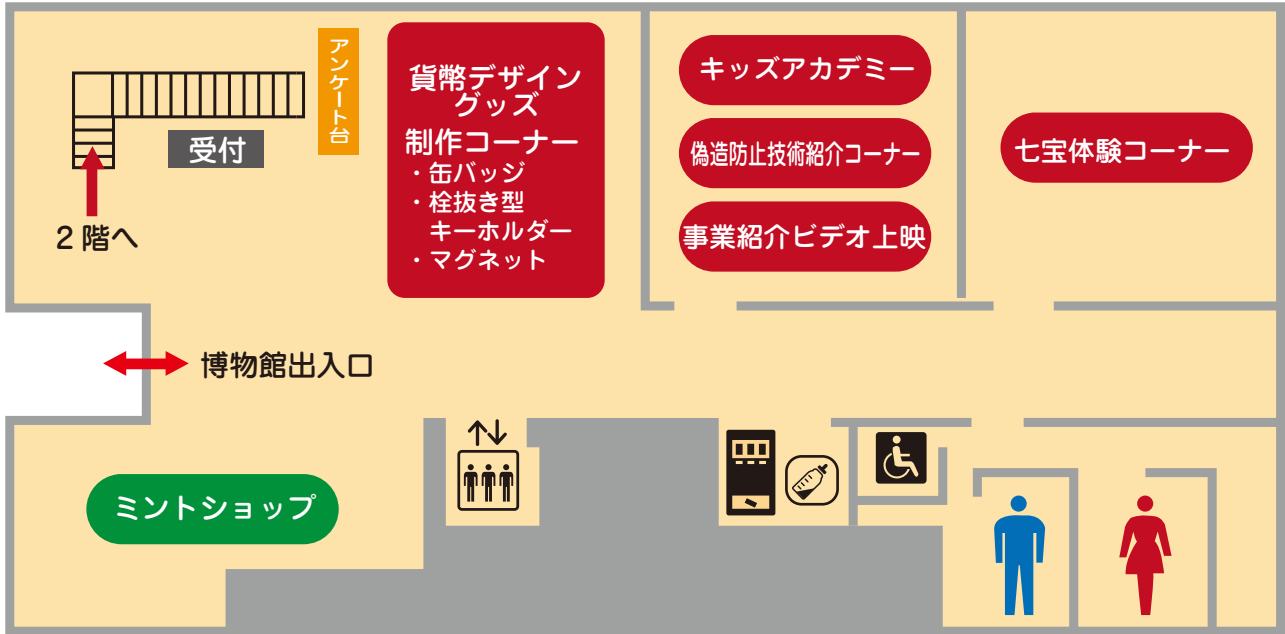 アンケート台
受付
2階へ
貨幣デザイン
グッズ
制作コーナー
・缶バッジ
・栓抜き型
キーホルダー
・マグネット
キッズアカデミー
偽造防止技術紹介コーナー
事業紹介ビデオ上映
七宝体験コーナー
博物館出入口
ミントショップ